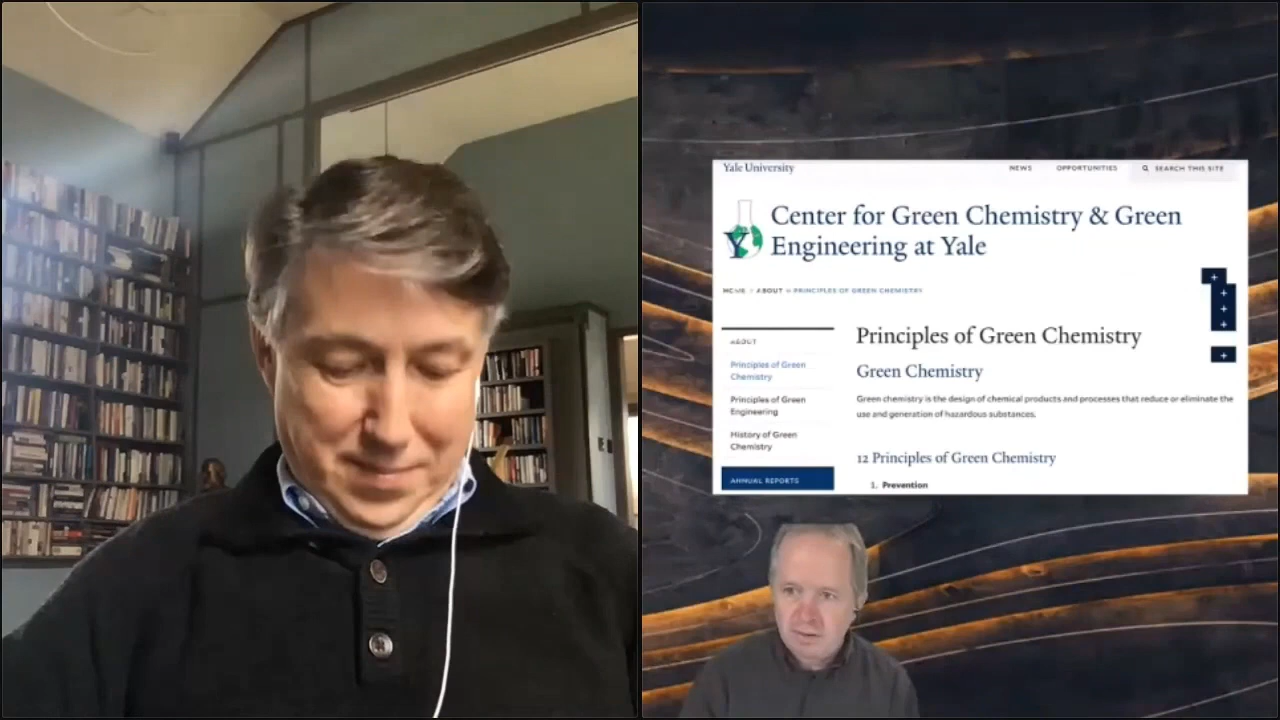 Yale University
NEWS
OPPORTUNITIES
SEARCH THIS SITE
Y
Center for Green Chemistry & Green
Engineering at Yale
HOME > ABOUT » PRINCIPLES OF GREEN CHEMISTRY
ABOUT
Principles of Green
Chemistry
Principles of Green
Engineering
History of Green
Chemistry
ANNUAL REPORTS
Principles of Green Chemistry
Green Chemistry
Green chemistry is the design of chemical products and processes that reduce or eliminate the
use and generation of hazardous substances.
12 Principles of Green Chemistry
1. Prevention
+
+
+
+
+